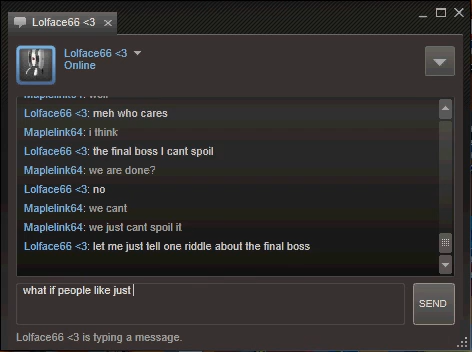 Lolface66 <3
Lolface66 <3
Online
Maplelink64: well
Lolface66 <3: meh who cares
Maplelink64: i think
Lolface66 <3: the final boss I cant spoil
Maplelink64: we are done?
Lolface66 <3: no
Maplelink64: we cant
Maplelink64: we just cant spoil it
Lolface66 <3: let me just tell one riddle about the final boss
what if people like just
SEND
Lolface66 <3 is typing a message.